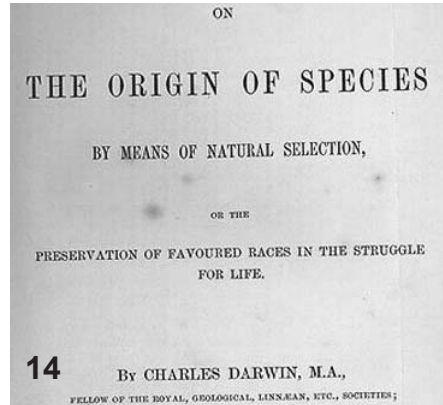 ON
THE ORIGIN OF SPECIES
BY MEANS OF NATURAL SELECTION,
OR THE
PRESERVATION OF FAVOURED RACES IN THE STRUGGLE
FOR LIFE.
14
BY CHARLES DARWIN, M.A.,
FELLOW OF THE ROYAL, GEOLOGICAL, LINNÆAN, ETC., SOCIETIES;